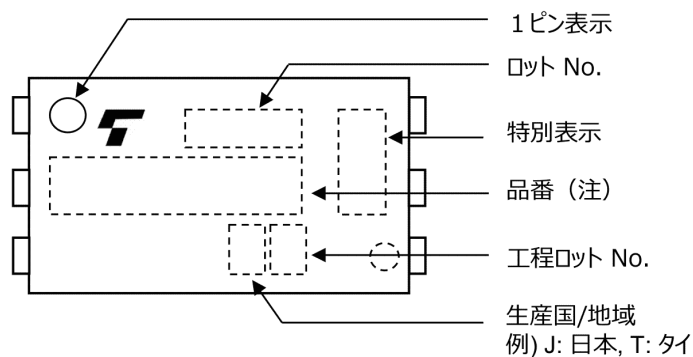 1ピン表示
ロット No.
特別表示
品番（注）
工程ロット No.
生産国/地域
例) J: 日本, T: タイ